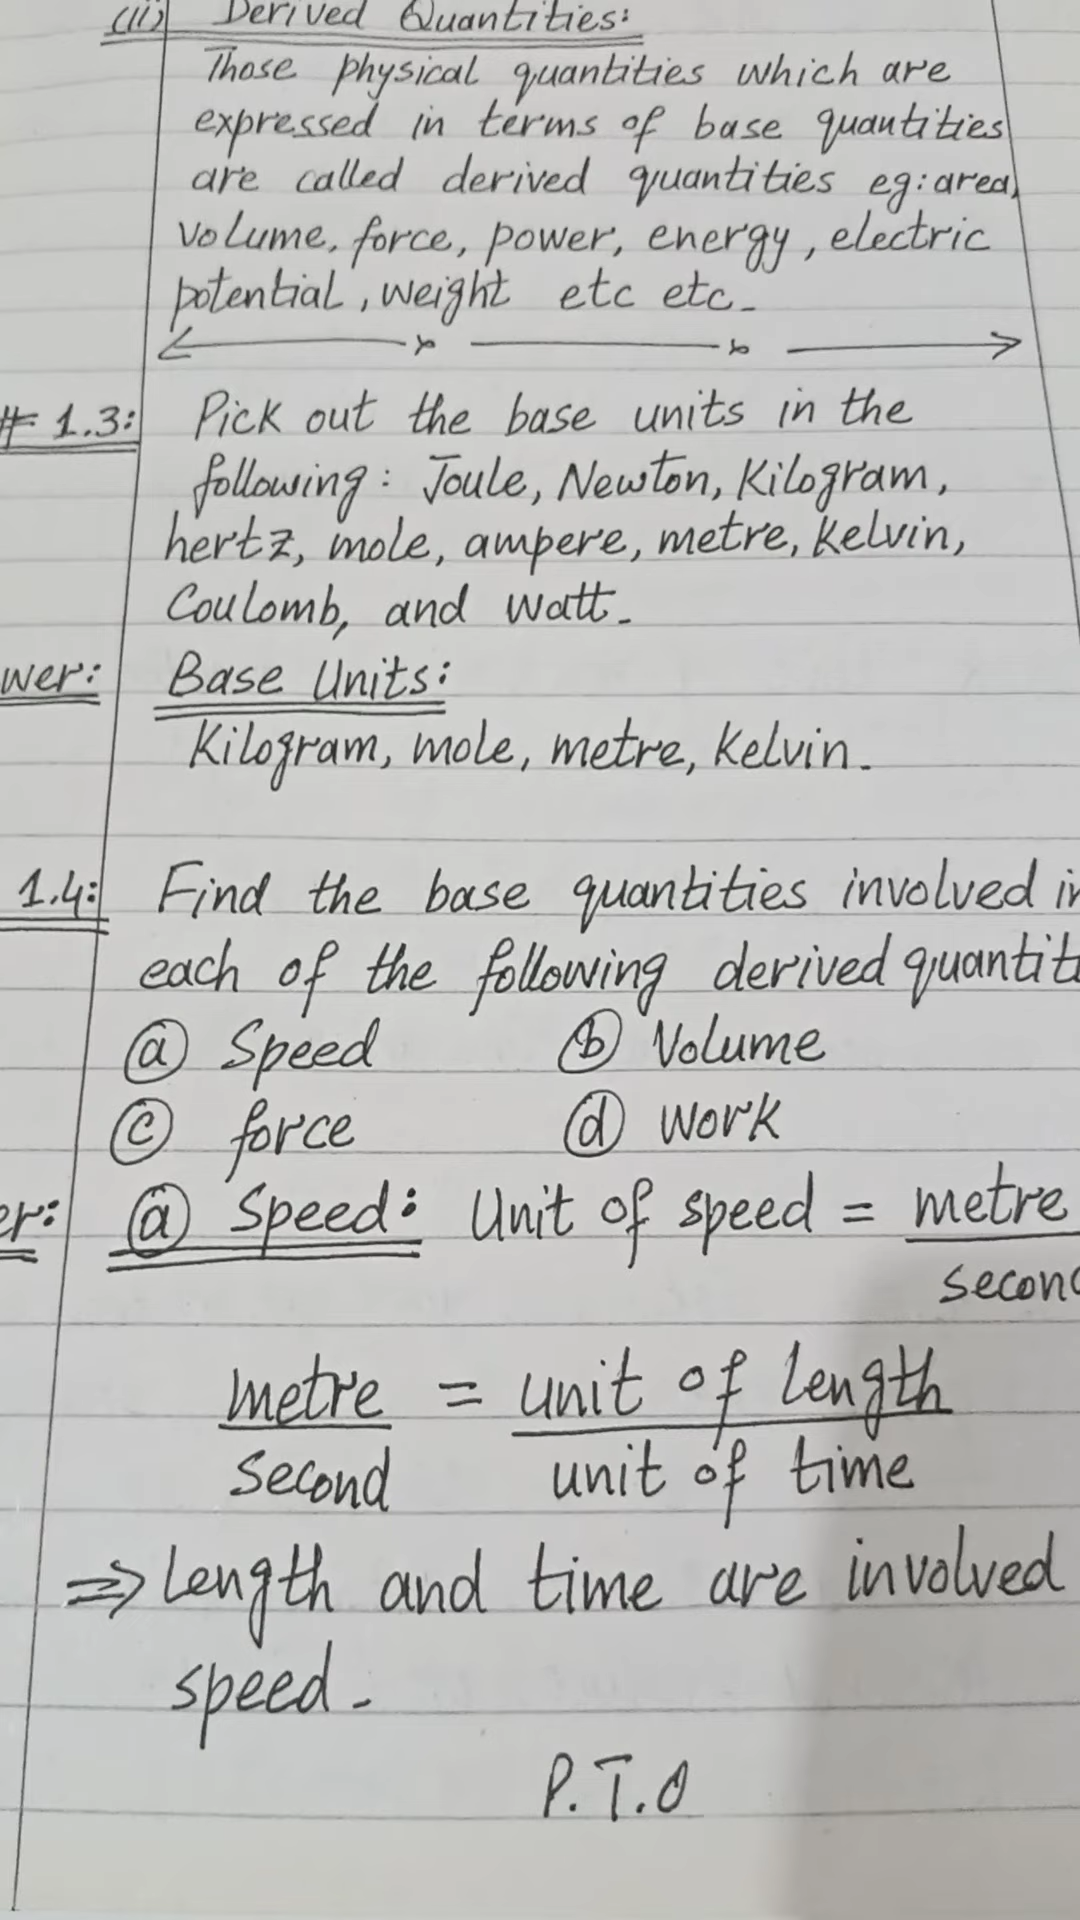 (ii) Derived Quantities:
Those physical quantities which are
expressed in terms of base quantities
are called derived quantities eg: area,
volume, force, power, energy, electric
potential, weight etc etc-
# 1.3: Pick out the base units in the
following: Joule, Newton, Kilogram,
hertz, mole, ampere, metre, kelvin,
Coulomb, and watt-
wer: Base Units:
Kilogram, mole, metre, kelvin-
1.4: Find the base quantities involved in
each of the following derived quantiti
(a) Speed (b) Volume
(c) force (d) work
er: (a) Speed: Unit of speed = metre
second
metre = unit of length
second unit of time
⇒ Length and time are involved
speed-
P.T.O